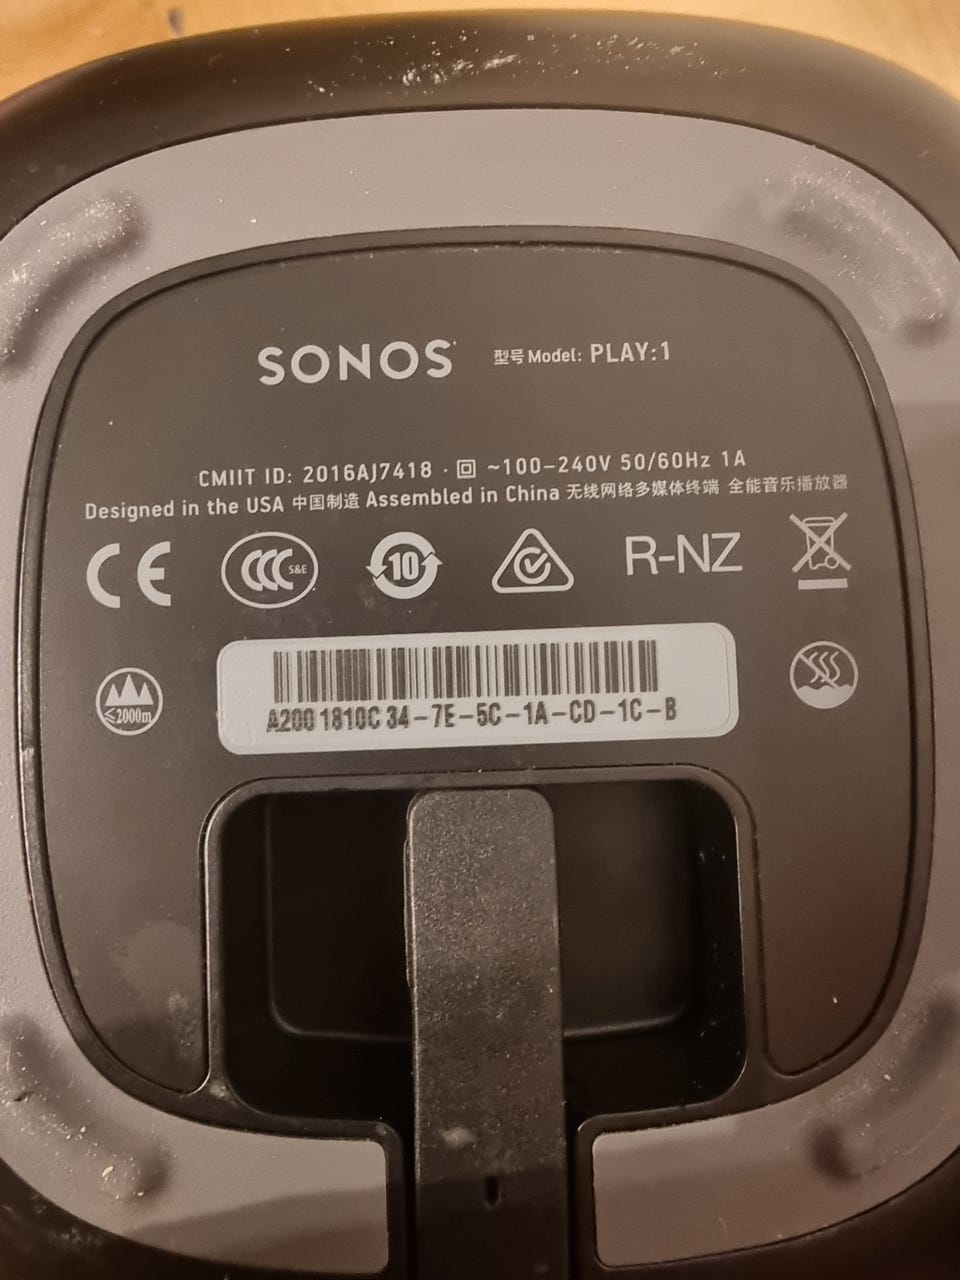 SONOS 型号 Model: PLAY:1
CMIIT ID: 2016AJ7418 · ~100–240V 50/60Hz 1A
Designed in the USA 中国制造 Assembled in China 无线网络多媒体终端 全能音乐播放器
CE CCC S&E 10 R-NZ
≤2000m
A200 1810C 34-7E-5C-1A-CD-1C-B